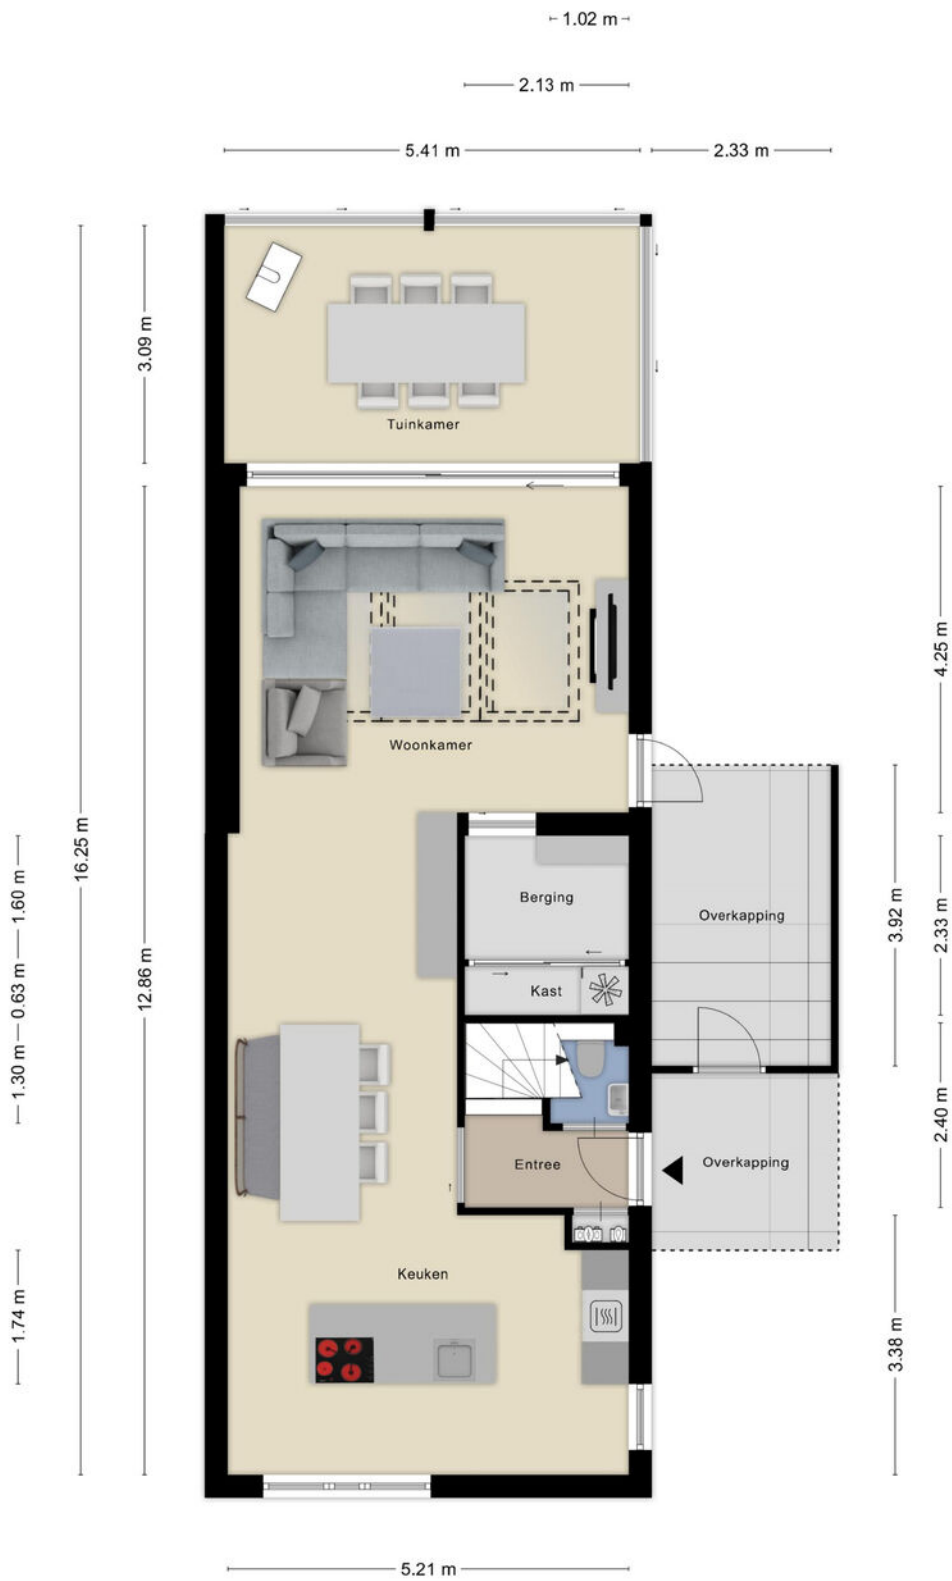 1.02 m
2.13 m
5.41 m
2.33 m
3.09 m
Tuinkamer
16.25 m
12.86 m
4.25 m
Woonkamer
1.60 m
0.63 m
1.30 m
Berging
Kast
Overkapping
3.92 m
2.33 m
2.40 m
Entree
Overkapping
Keuken
1.74 m
3.38 m
5.21 m